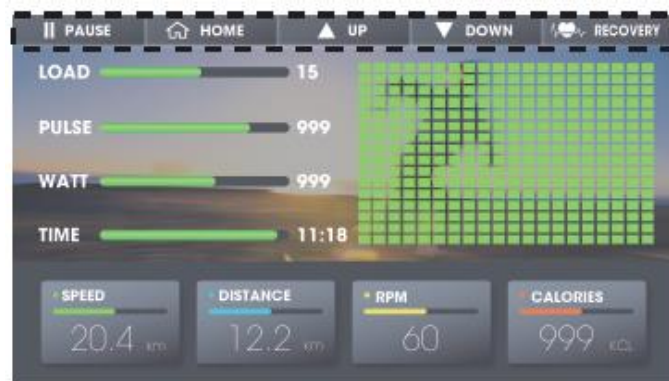 PAUSE HOME UP DOWN RECOVERY
LOAD 15
PULSE 999
WATT 999
TIME 11:18
SPEED DISTANCE RPM CALORIES
20.4 km 12.2 km 60 999